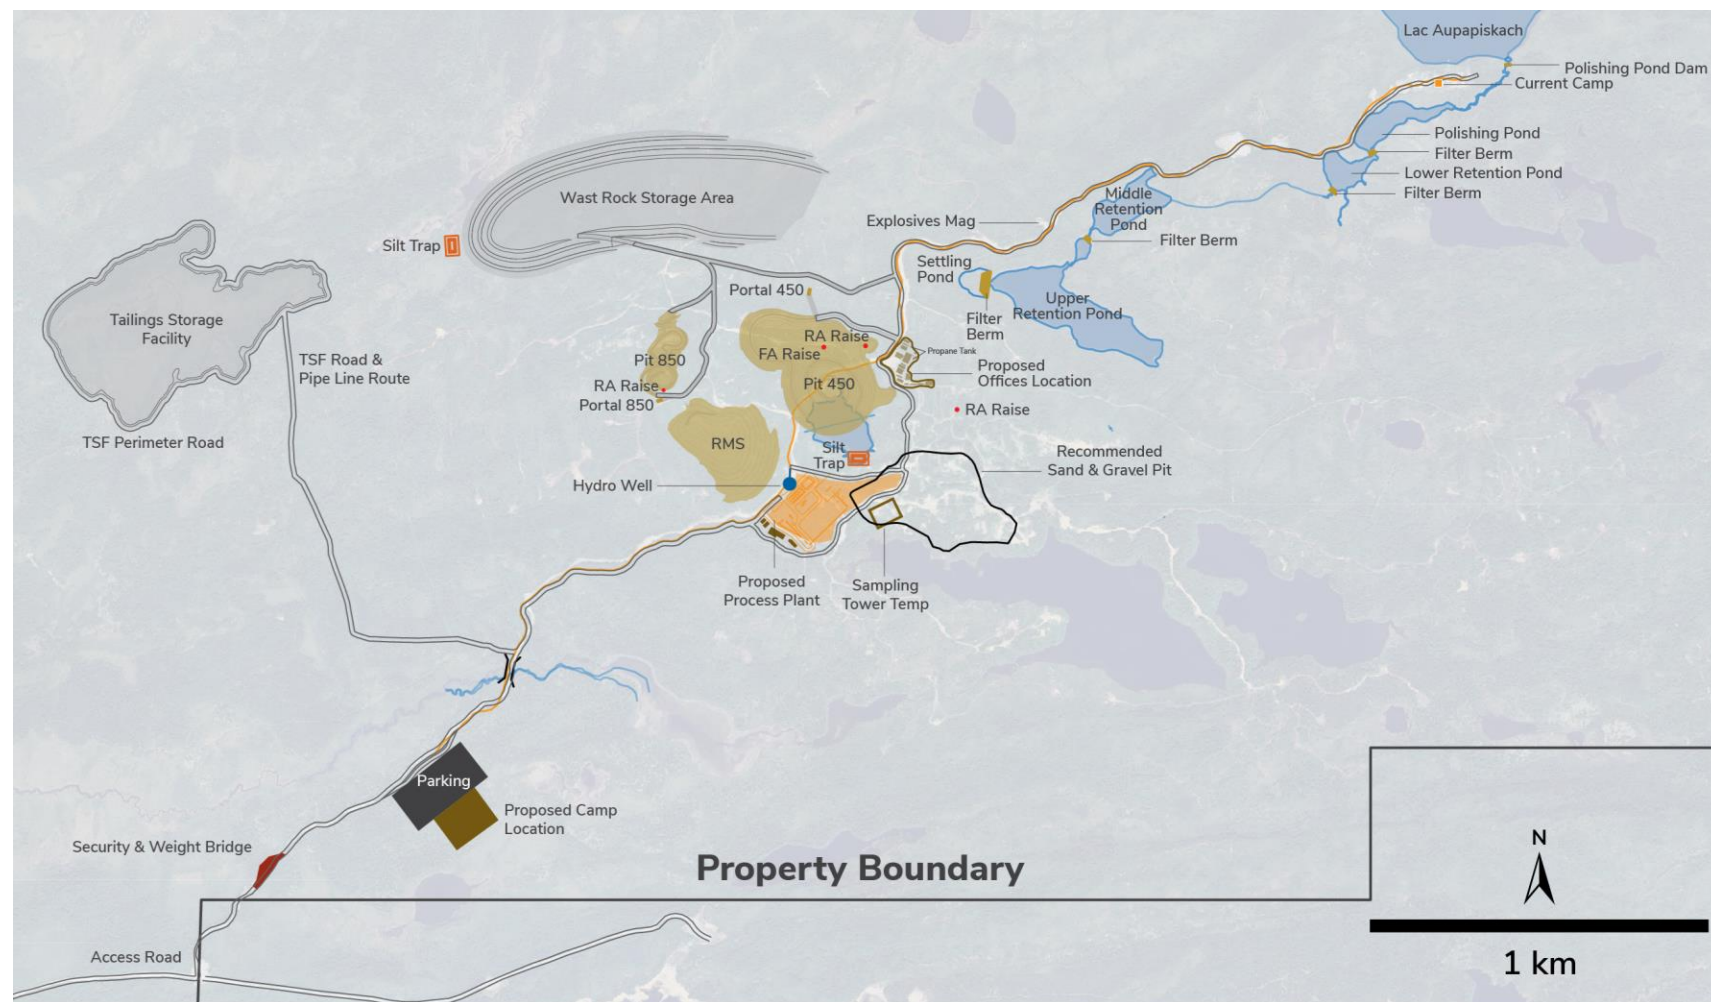 Lac Aupapiskach
Polishing Pond Dam
Current Camp
Polishing Pond
Filter Berm
Lower Retention Pond
Filter Berm
Middle
Retention
Pond
Wast Rock Storage Area
Explosives Mag
Filter Berm
Silt Trap
Settling
Pond
Portal 450
Upper
Retention Pond
Filter
Berm
Tailings Storage
Facility
RA Raise
FA Raise
Propane Tank
TSF Road &
Pipe Line Route
Pit 850
Proposed
Offices Location
RA Raise
Pit 450
Portal 850
RA Raise
TSF Perimeter Road
RMS
Silt
Trap
Recommended
Sand & Gravel Pit
Hydro Well
Proposed
Process Plant
Sampling
Tower Temp
Parking
Proposed Camp
Location
Security & Weight Bridge
Property Boundary
N
Access Road
1 km